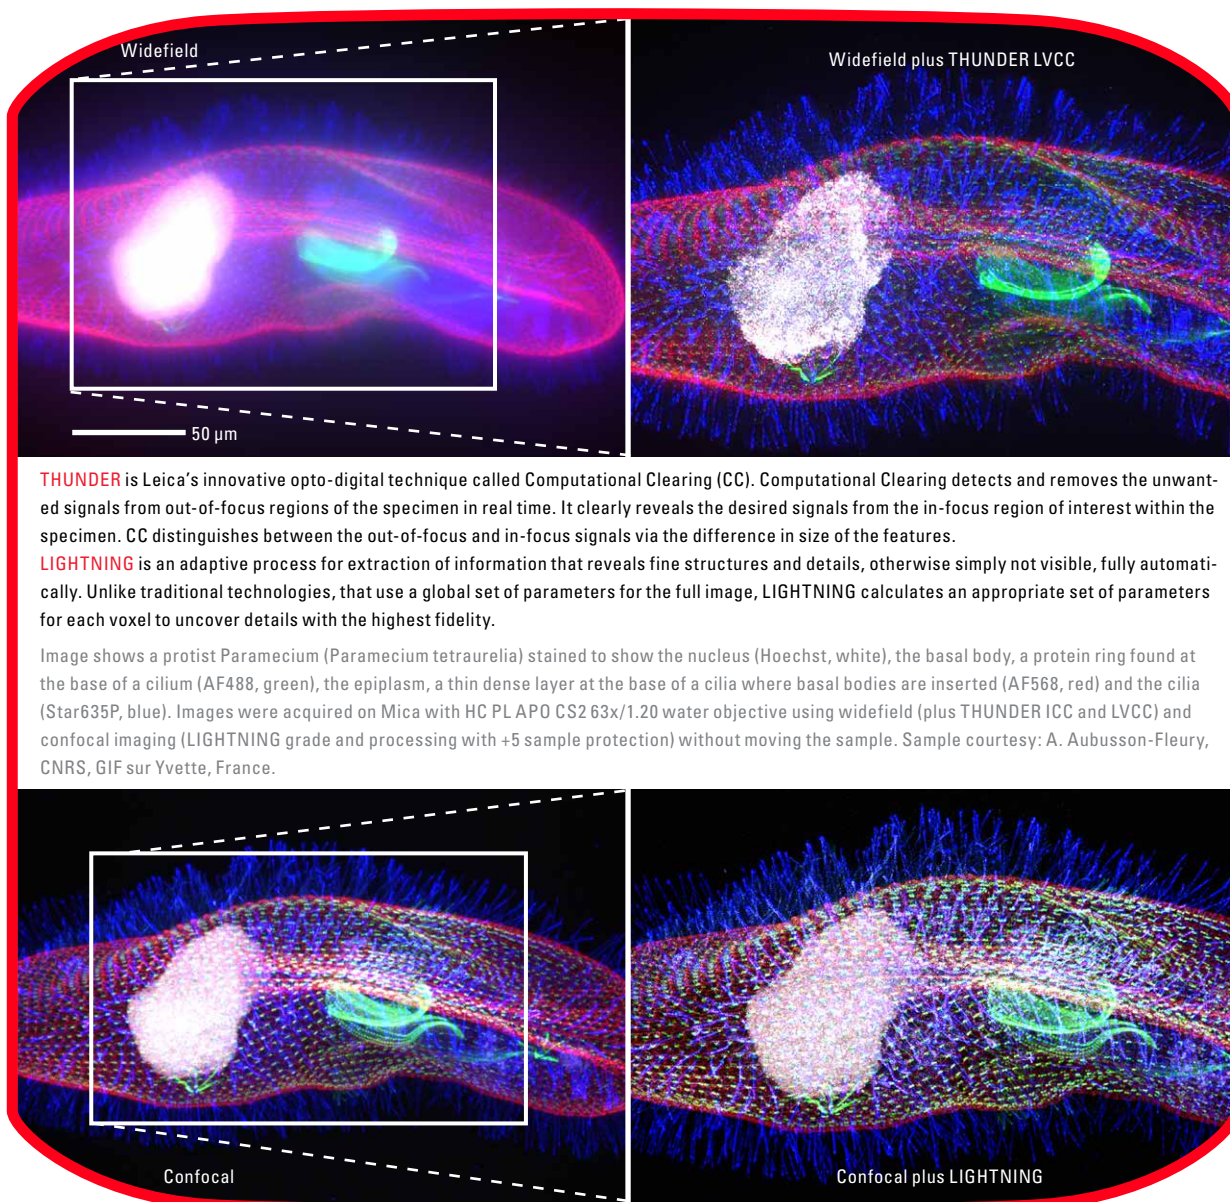 Widefield
Widefield plus THUNDER LVCC
50 µm
THUNDER is Leica's innovative opto-digital technique called Computational Clearing (CC). Computational Clearing detects and removes the unwant-
ed signals from out-of-focus regions of the specimen in real time. It clearly reveals the desired signals from the in-focus region of interest within the
specimen. CC distinguishes between the out-of-focus and in-focus signals via the difference in size of the features.
LIGHTNING is an adaptive process for extraction of information that reveals fine structures and details, otherwise simply not visible, fully automati-
cally. Unlike traditional technologies, that use a global set of parameters for the full image, LIGHTNING calculates an appropriate set of parameters
for each voxel to uncover details with the highest fidelity.
Image shows a protist Paramecium (Paramecium tetraurelia) stained to show the nucleus (Hoechst, white), the basal body, a protein ring found at
the base of a cilium (AF488, green), the epiplasm, a thin dense layer at the base of a cilia where basal bodies are inserted (AF568, red) and the cilia
(Star635P, blue). Images were acquired on Mica with HC PL APO CS2 63x/1.20 water objective using widefield (plus THUNDER ICC and LVCC) and
confocal imaging (LIGHTNING grade and processing with +5 sample protection) without moving the sample. Sample courtesy: A. Aubusson-Fleury,
CNRS, GIF sur Yvette, France.
Confocal
Confocal plus LIGHTNING